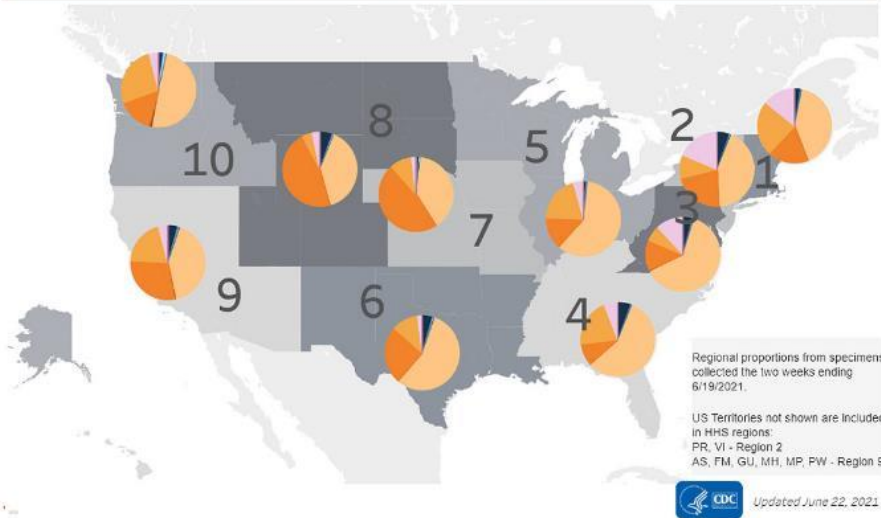 8
5
2
10
1
3
7
9
6
4
Regional proportions from specimens
collected the two weeks ending
6/19/2021.
US Territories not shown are included
in HHS regions:
PR, VI - Region 2
AS, FM, GU, MH, MP, PW - Region 9
CDC
Updated June 22, 2021